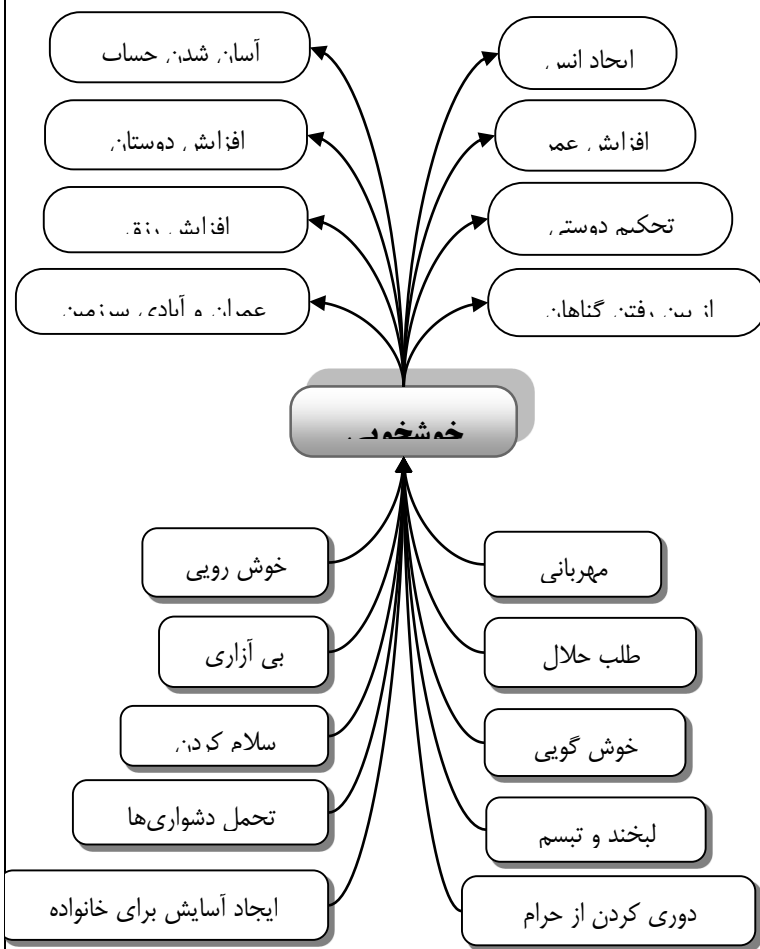 ایجاد انس
آسان شدن حساب
افزایش عمر
افزایش دوستان
تحکیم دوستی
افزایش رزق
از بین رفتن گناهان
عمران و آبادی سرزمین
خوشخویی
مهربانی
خوش رویی
طلب حلال
بی آزاری
خوش گویی
سلام کردن
لبخند و تبسم
تحمل دشواری‌ها
دوری کردن از حرام
ایجاد آسایش برای خانواده